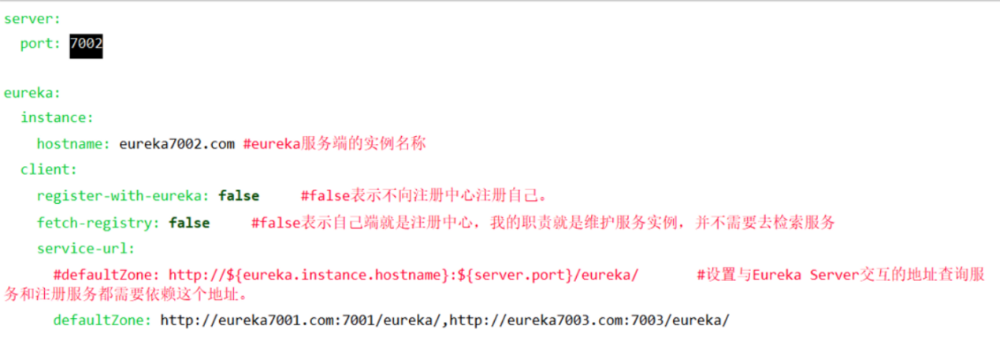 server:
  port: 7002
eureka:
  instance:
    hostname: eureka7002.com #eureka服务端的实例名称
  client:
    register-with-eureka: false     #false表示不向注册中心注册自己。
    fetch-registry: false     #false表示自己端就是注册中心，我的职责就是维护服务实例，并不需要去检索服务
    service-url:
      #defaultZone: http://${eureka.instance.hostname}:${server.port}/eureka/       #设置与Eureka Server交互的地址查询服
务和注册服务都需要依赖这个地址。
      defaultZone: http://eureka7001.com:7001/eureka/,http://eureka7003.com:7003/eureka/